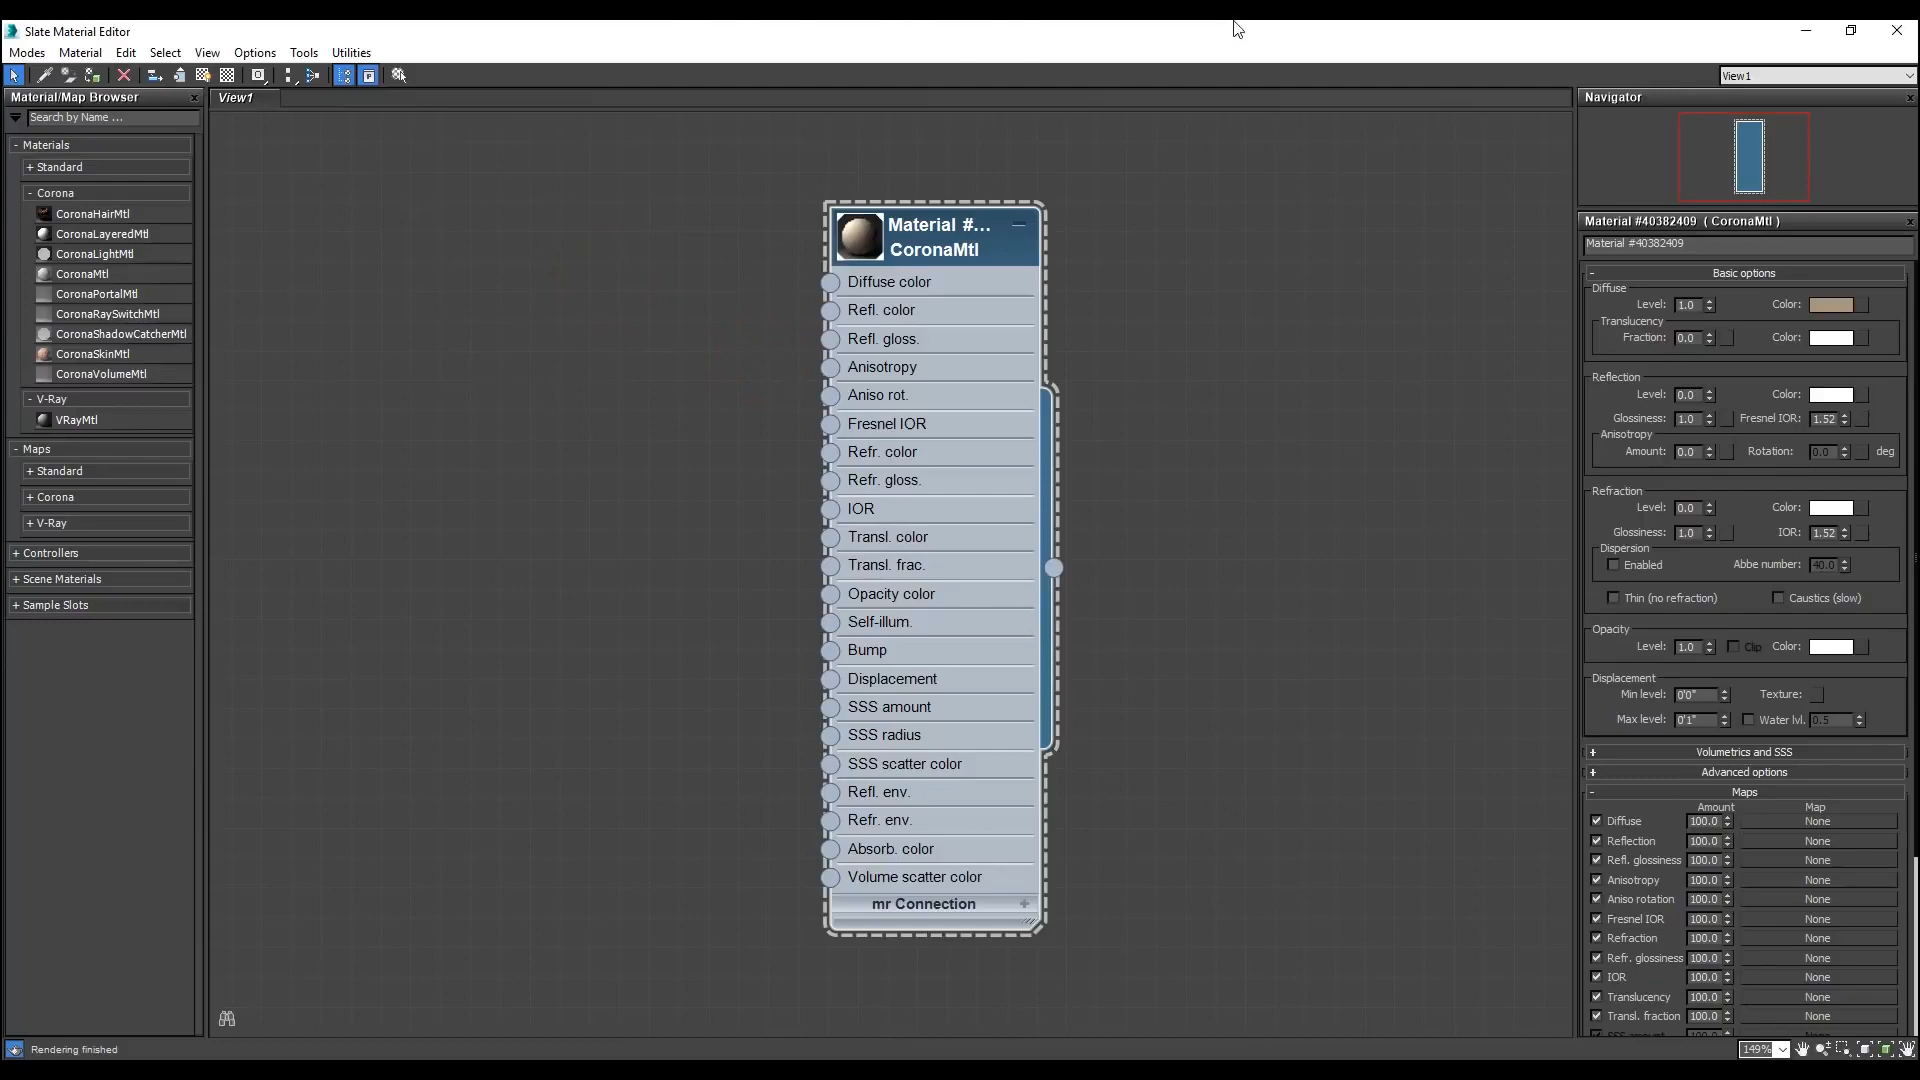 Slate Material Editor
Modes Material Edit Select View Options Tools Utilities
View1
Material/Map Browser
Search by Name ...
- Materials
+ Standard
- Corona
CoronaHairMtl
CoronaLayeredMtl
CoronaLightMtl
CoronaMtl
CoronaPortalMtl
CoronaRaySwitchMtl
CoronaShadowCatcherMtl
CoronaSkinMtl
CoronaVolumeMtl
- V-Ray
VRayMtl
- Maps
+ Standard
+ Corona
+ V-Ray
+ Controllers
+ Scene Materials
+ Sample Slots
View1
Material #...
CoronaMtl
Diffuse color
Refl. color
Refl. gloss.
Anisotropy
Aniso rot.
Fresnel IOR
Refr. color
Refr. gloss.
IOR
Transl. color
Transl. frac.
Opacity color
Self-illum.
Bump
Displacement
SSS amount
SSS radius
SSS scatter color
Refl. env.
Refr. env.
Absorb. color
Volume scatter color
mr Connection +
Navigator
Material #40382409 ( CoronaMtl )
Material #40382409
- Basic options
Diffuse
Level: 1.0 Color:
Translucency
Fraction: 0.0 Color:
Reflection
Level: 0.0 Color:
Glossiness: 1.0 Fresnel IOR: 1.52
Anisotropy
Amount: 0.0 Rotation: 0.0 deg
Refraction
Level: 0.0 Color:
Glossiness: 1.0 IOR: 1.52
Dispersion
Enabled Abbe number: 40.0
Thin (no refraction) Caustics (slow)
Opacity
Level: 1.0 Clip Color:
Displacement
Min level: 0'0" Texture:
Max level: 0'1" Water lvl. 0.5
+ Volumetrics and SSS
+ Advanced options
- Maps
Amount Map
Diffuse 100.0 None
Reflection 100.0 None
Refl. glossiness 100.0 None
Anisotropy 100.0 None
Aniso rotation 100.0 None
Fresnel IOR 100.0 None
Refraction 100.0 None
Refr. glossiness 100.0 None
IOR 100.0 None
Translucency 100.0 None
Transl. fraction 100.0 None
Rendering finished
149%